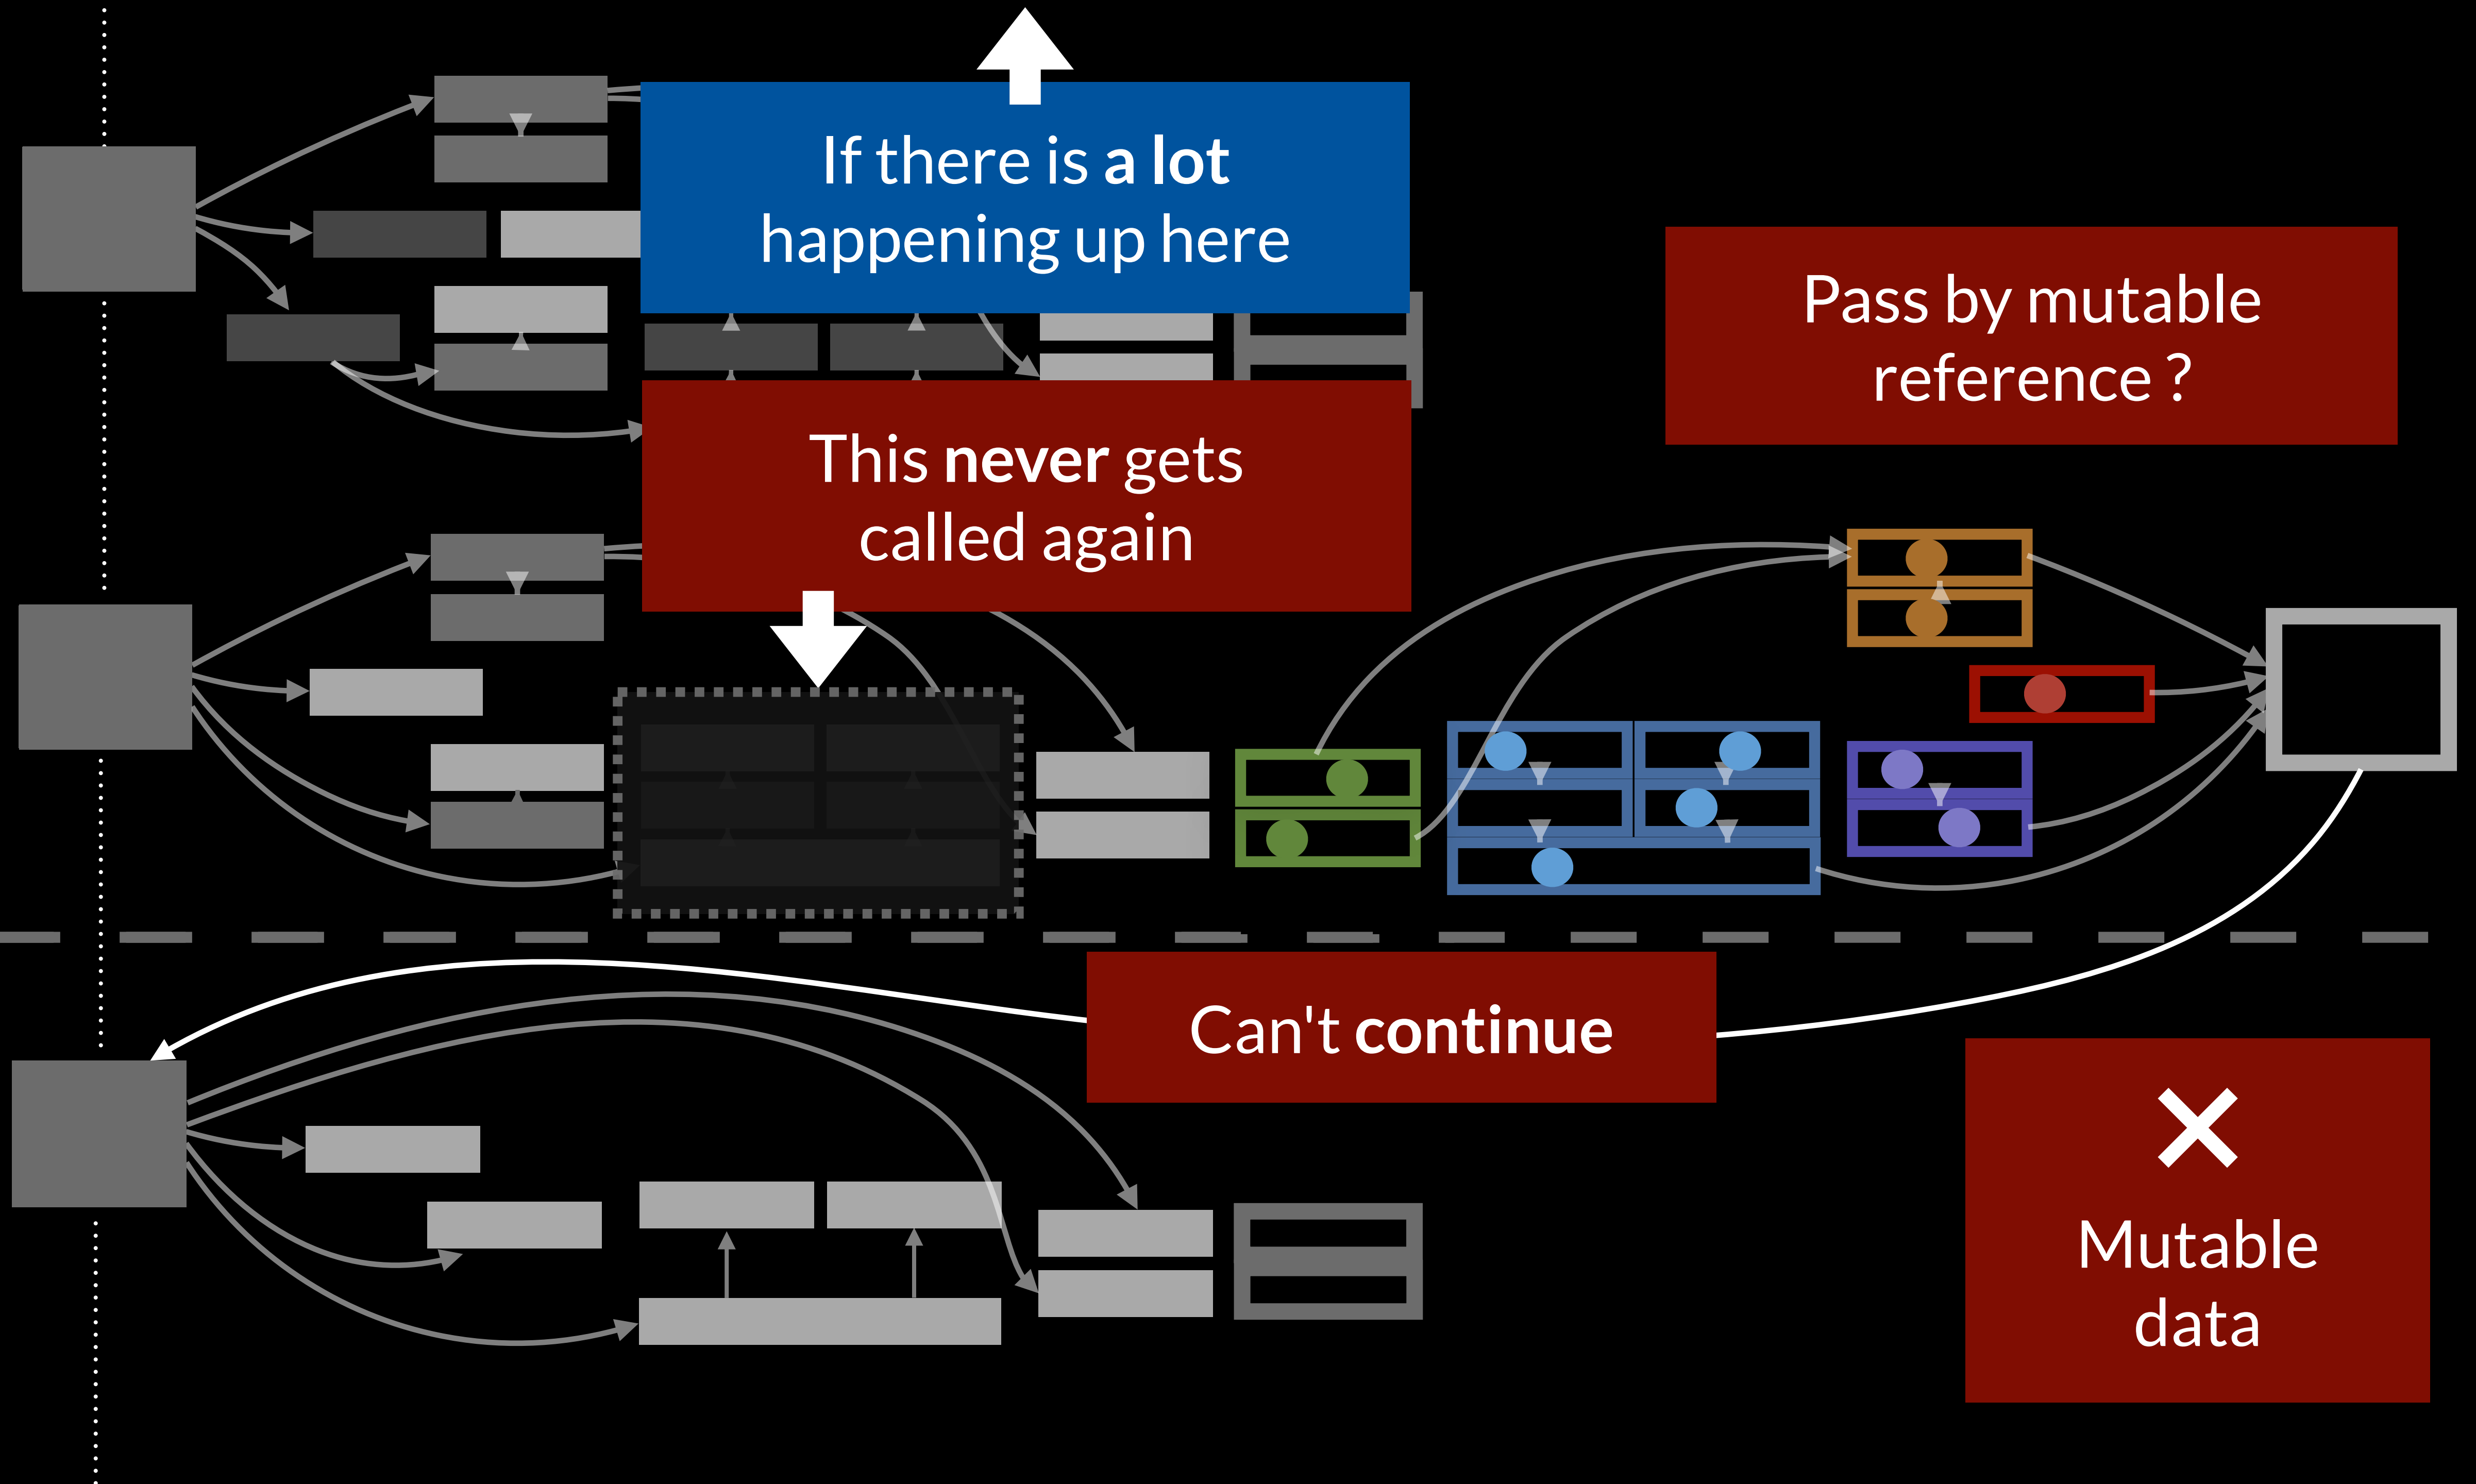 If there is a lot
happening up here
Pass by mutable
reference ?
This never gets
called again
Can't continue
Mutable
data